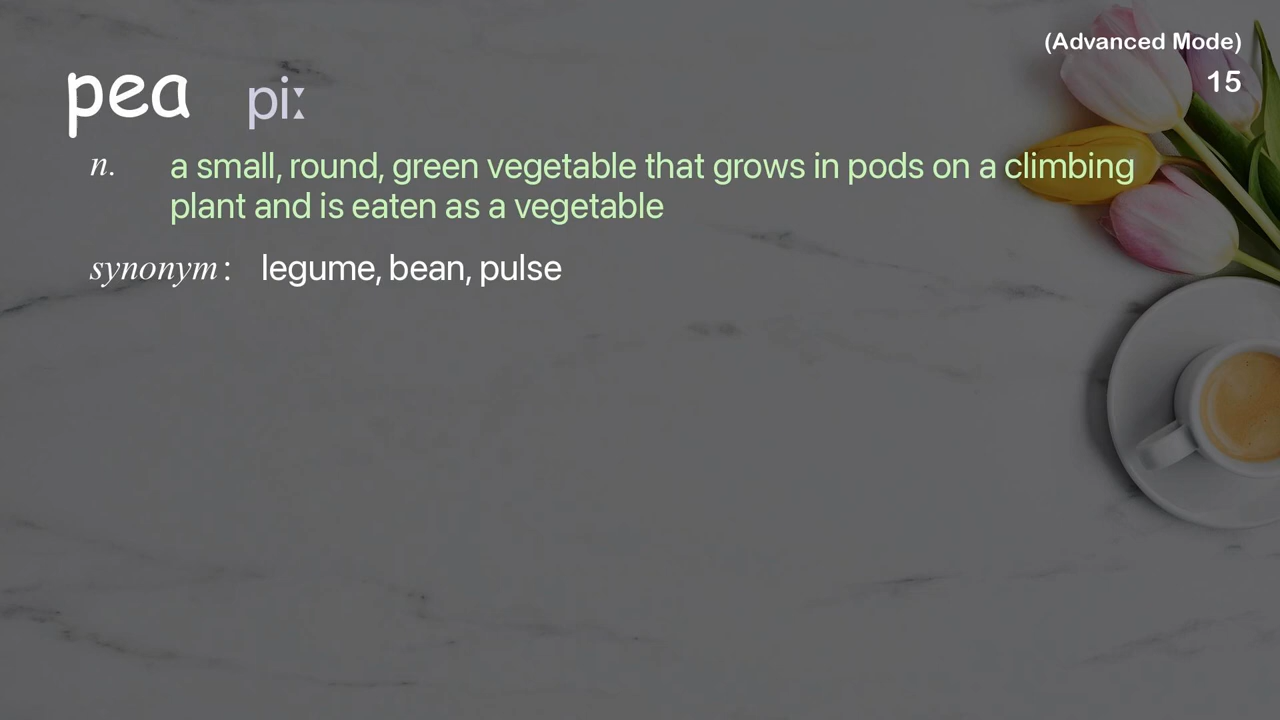 (Advanced Mode)
15
pea piː
n. a small, round, green vegetable that grows in pods on a climbing
plant and is eaten as a vegetable
synonym : legume, bean, pulse